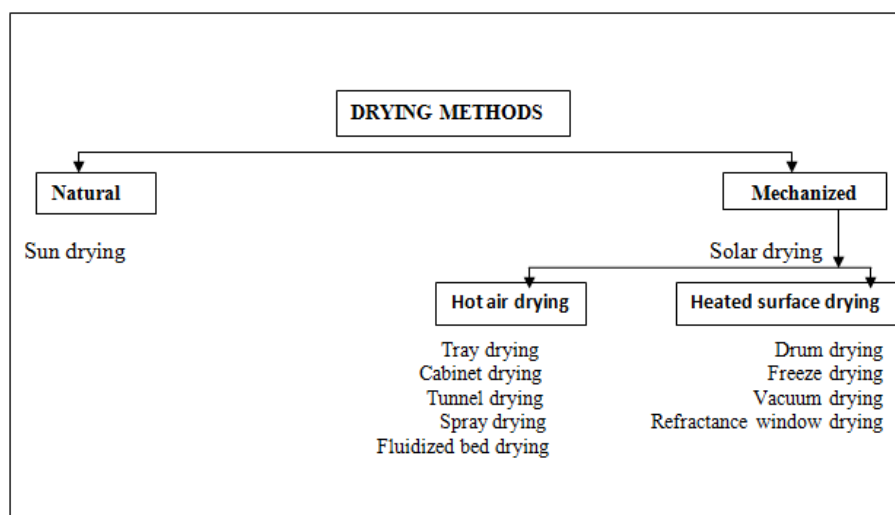 DRYING METHODS
Natural
Mechanized
Sun drying
Solar drying
Hot air drying
Heated surface drying
Tray drying
Cabinet drying
Tunnel drying
Spray drying
Fluidized bed drying
Drum drying
Freeze drying
Vacuum drying
Refractance window drying